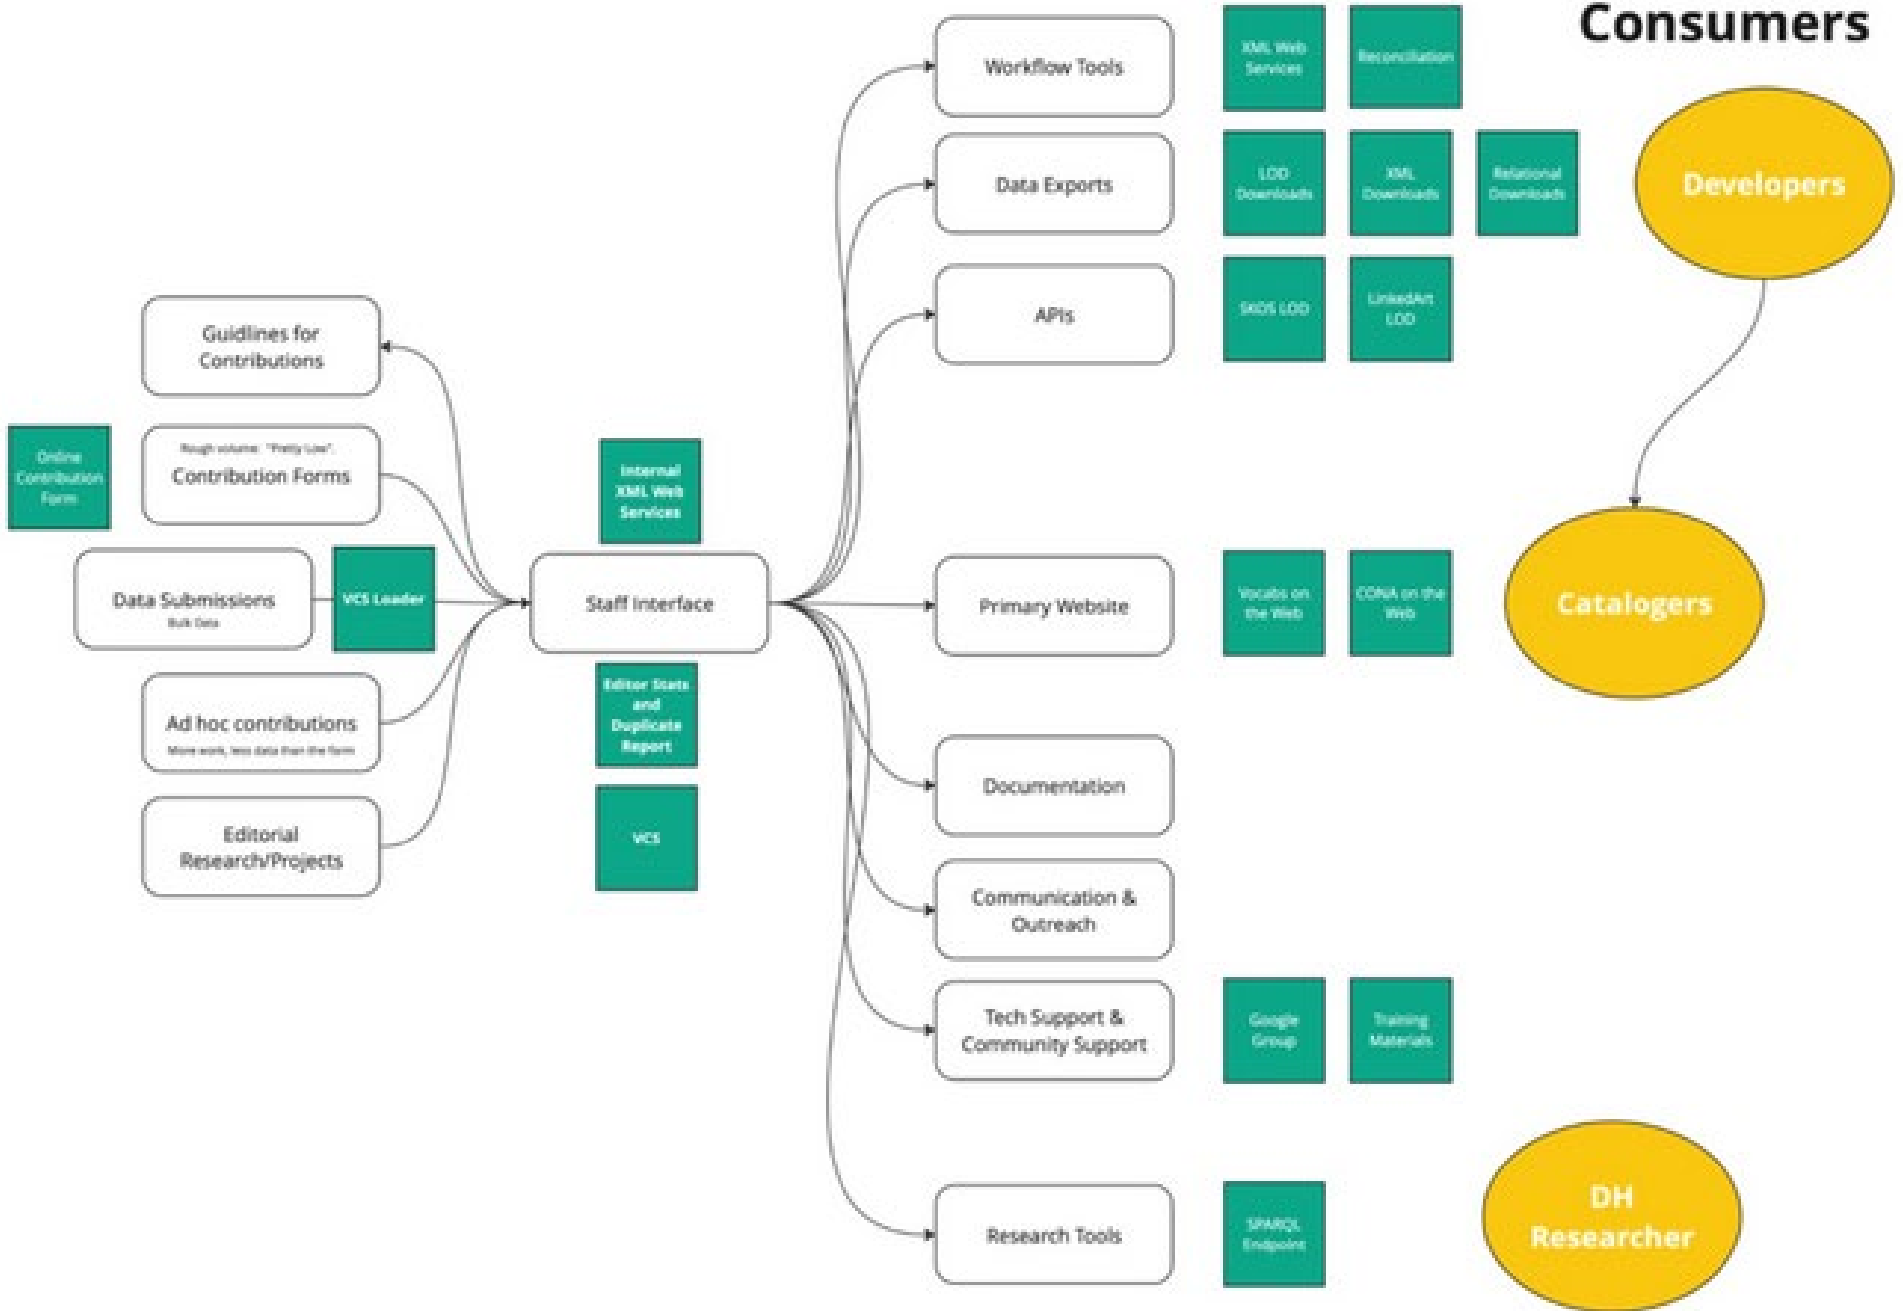 Consumers
Workflow Tools
XML Web
Services
Reconciliation
Data Exports
LOD
Downloads
XML
Downloads
Relational
Downloads
Developers
APIs
SKOS LOD
LinkedArt
LOD
Guidlines for
Contributions
Online
Contribution
Form
Rough volume: "Pretty Low".
Contribution Forms
Internal
XML Web
Services
Data Submissions
Bulk Data
VCS Loader
Staff Interface
Primary Website
Vocabs on
the Web
CONA on the
Web
Catalogers
Editor Stats
and
Duplicate
Report
Ad hoc contributions
More work, less data than the form
Documentation
VCS
Editorial
Research/Projects
Communication &
Outreach
Tech Support &
Community Support
Google
Group
Training
Materials
Research Tools
SPARQL
Endpoint
DH
Researcher